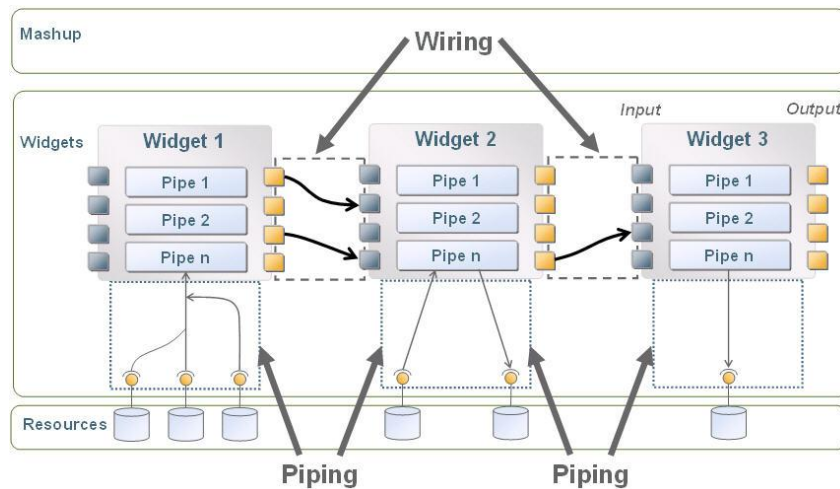 Mashup
Wiring
Input
Output
Widgets
Widget 1
Widget 2
Widget 3
Pipe 1
Pipe 1
Pipe 1
Pipe 2
Pipe 2
Pipe 2
Pipe n
Pipe n
Pipe n
Resources
Piping
Piping